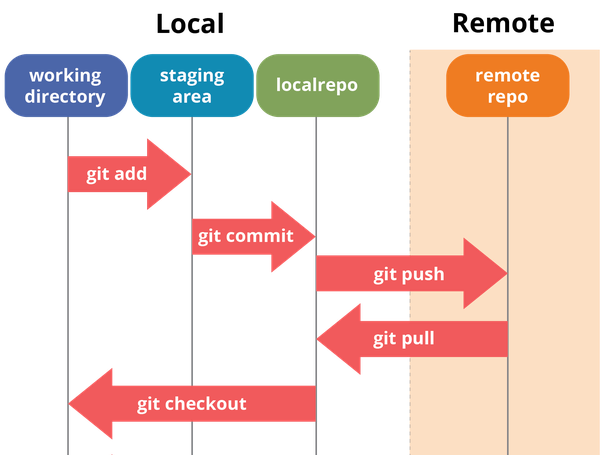 Local
Remote
working
directory
staging
area
localrepo
remote
repo
git add
git commit
git push
git pull
git checkout